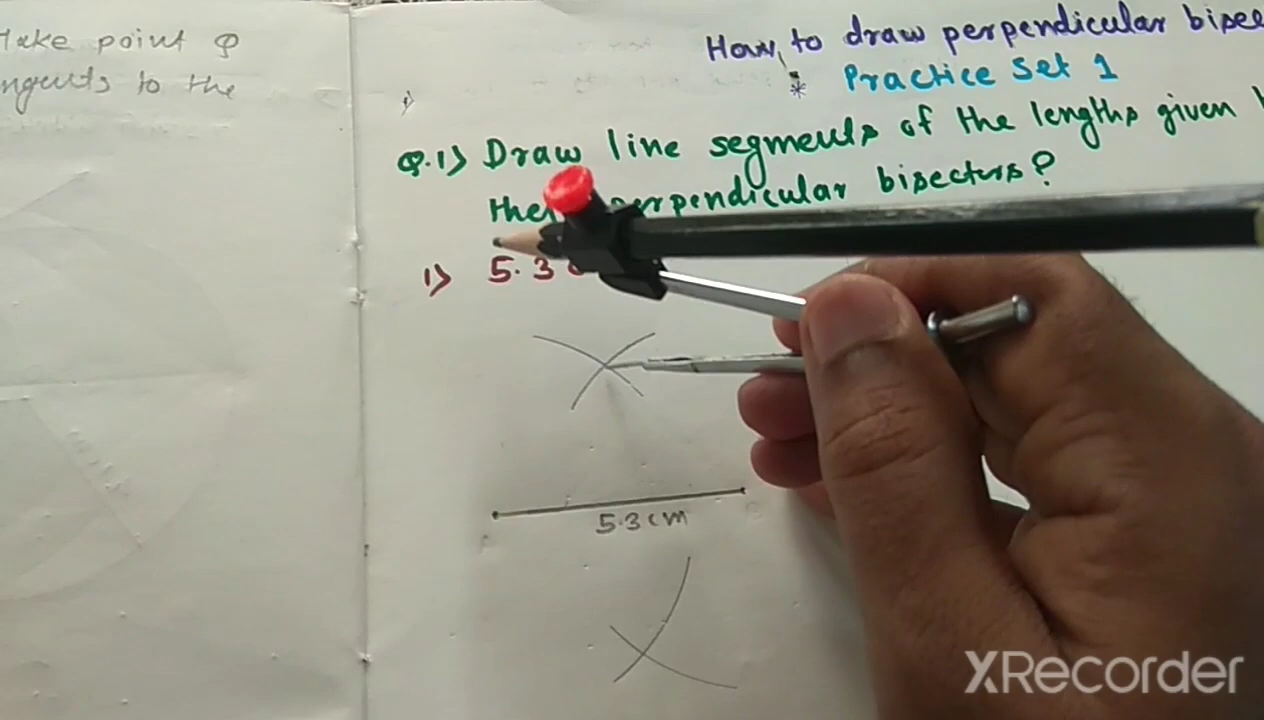 Take point P
ngents to the
How to draw perpendicular bisec
* Practice Set 1
Q.1) Draw line segments of the lengths given
the perpendicular bisectors?
1) 5.3
5.3 cm
XRecorder